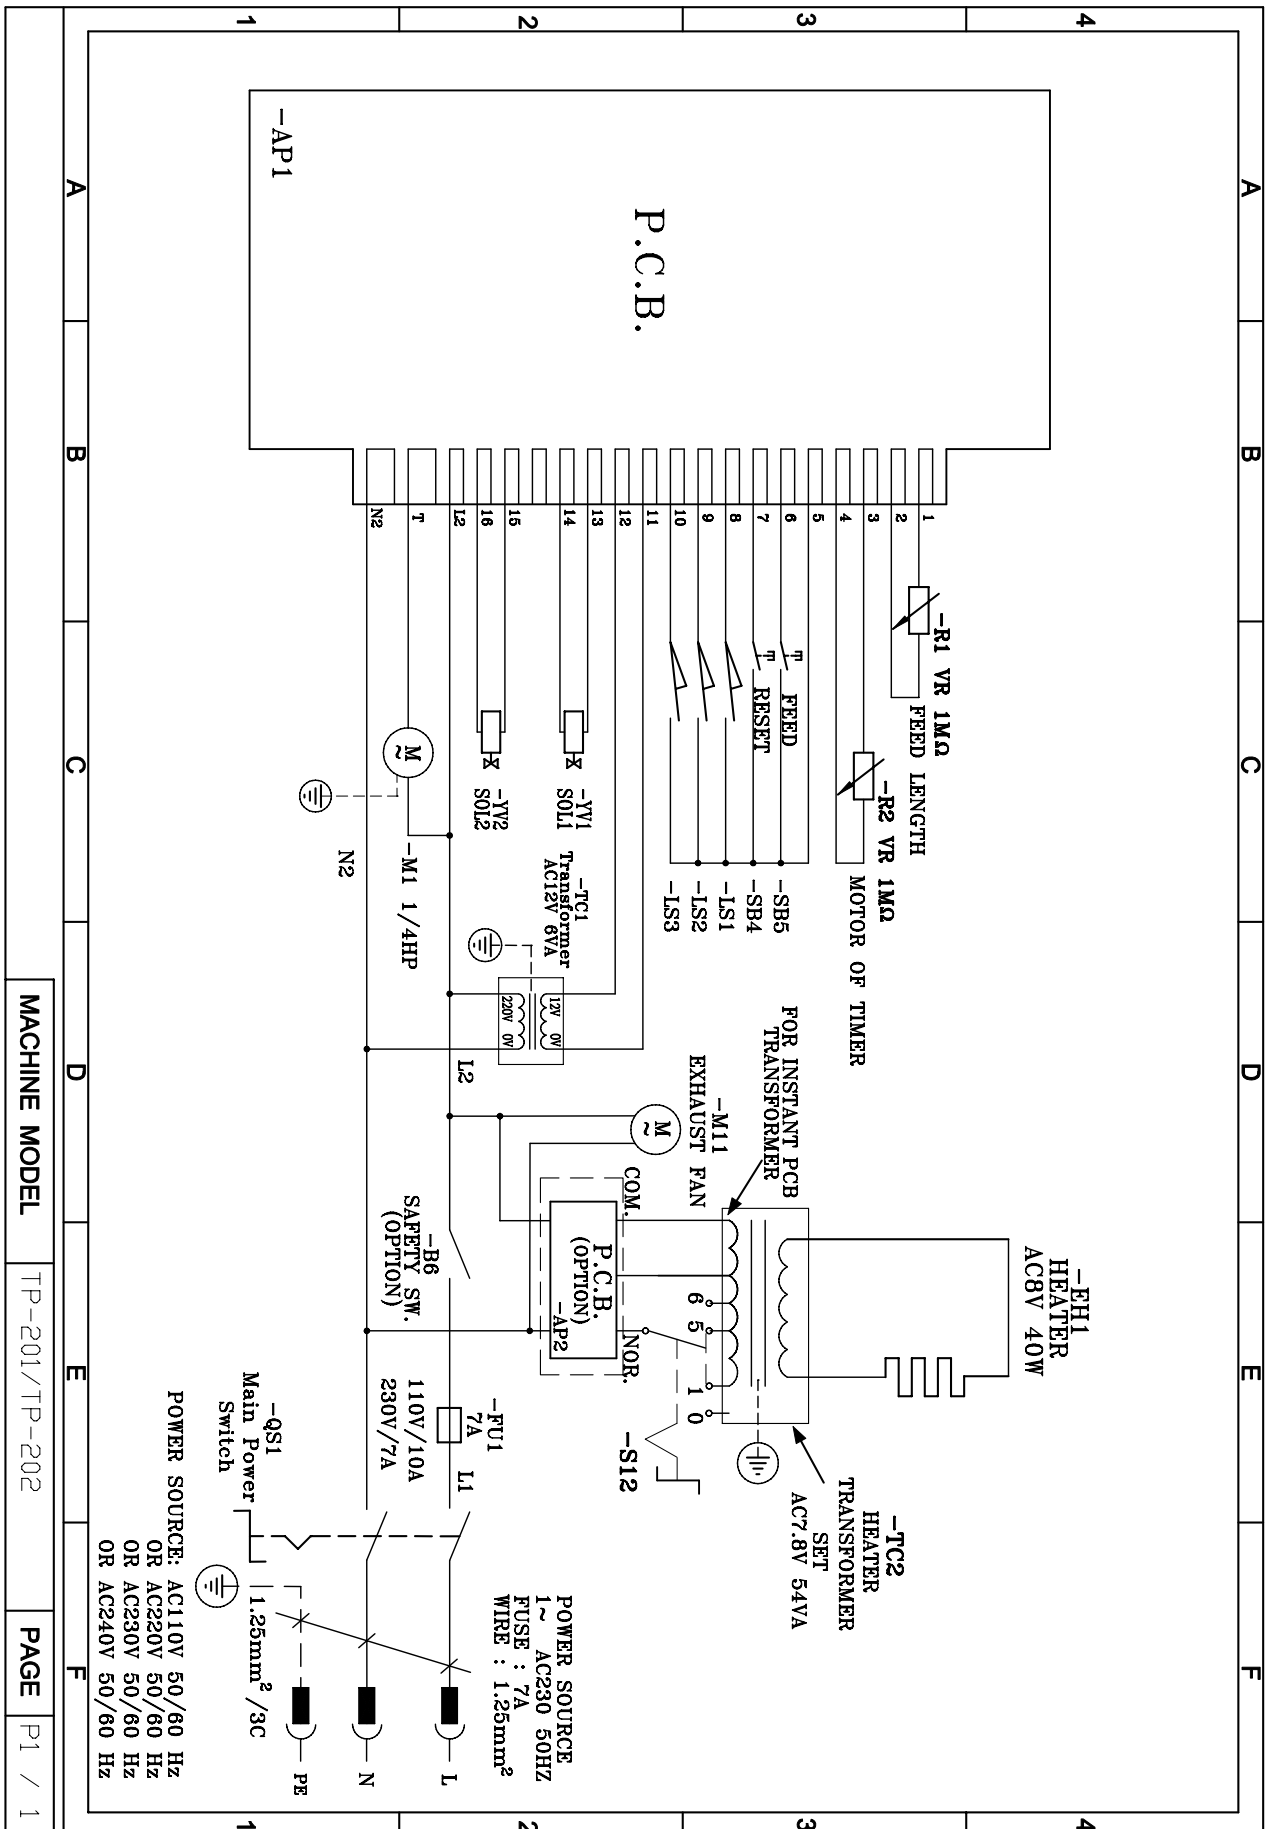 1
2
3
4
A
B
C
D
E
F
A
B
C
D
E
F
1
2
3
4
P.C.B.
-AP1
1
2
3
4
5
6
7
8
9
10
11
12
13
14
15
16
L2
T
N2
-R1 VR 1MΩ
FEED LENGTH
-R2 VR 1MΩ
MOTOR OF TIMER
FEED
RESET
-SB5
-SB4
-LS1
-LS2
-LS3
-YV1
SOL1
-YV2
SOL2
-TC1
Transformer
AC12V 6VA
12V 0V
220V 0V
M
~
-M1 1/4HP
N2
L2
-M11
EXHAUST FAN
M
~
FOR INSTANT PCB
TRANSFORMER
-EH1
HEATER
AC8V 40W
COM.
P.C.B.
(OPTION)
-AP2
NOR.
6
5
1
0
-S12
-TC2
HEATER
TRANSFORMER
SET
AC7.8V 54VA
-B6
SAFETY SW.
(OPTION)
-FU1
7A
110V/10A
230V/7A
L1
-QS1
Main Power
Switch
POWER SOURCE
1~ AC230 50HZ
FUSE : 7A
WIRE : 1.25mm²
L
N
PE
1.25mm² /3C
POWER SOURCE: AC110V 50/60 Hz
OR AC220V 50/60 Hz
OR AC230V 50/60 Hz
OR AC240V 50/60 Hz
MACHINE MODEL
TP-201/TP-202
PAGE
P1 / 1